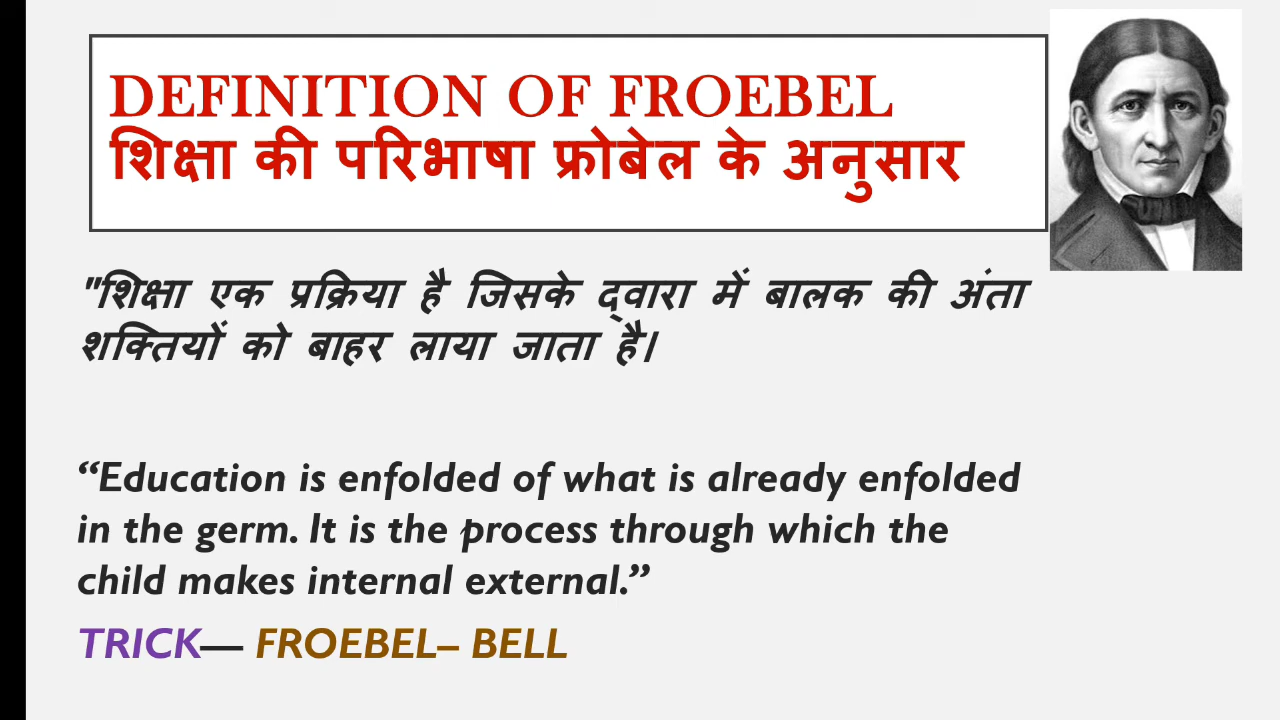 DEFINITION OF FROEBEL
शिक्षा की परिभाषा फ्रोबेल के अनुसार
"शिक्षा एक प्रक्रिया है जिसके द्वारा में बालक की अंता
शक्तियों को बाहर लाया जाता है।
“Education is enfolded of what is already enfolded
in the germ. It is the process through which the
child makes internal external.”
TRICK— FROEBEL– BELL